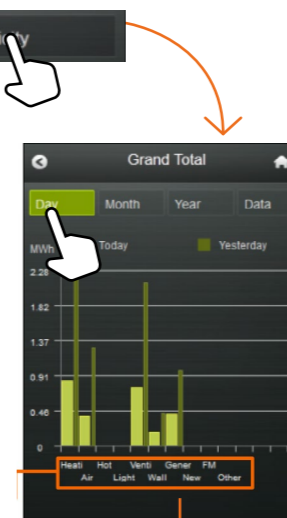 Grand Total
Day Month Year Data
MWh Today Yesterday
2.28
1.82
1.37
0.91
0.46
0
Heati Hot Venti Gener FM
Air Light Wall New Other